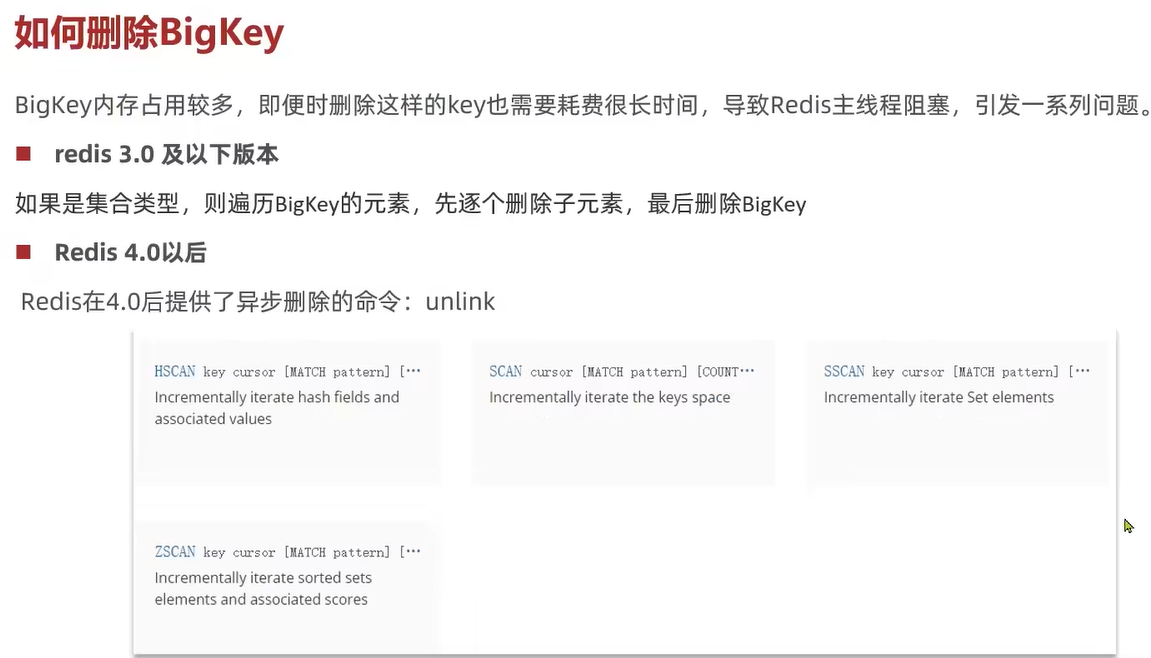 如何删除BigKey
BigKey内存占用较多，即便时删除这样的key也需要耗费很长时间，导致Redis主线程阻塞，引发一系列问题。
redis 3.0 及以下版本
如果是集合类型，则遍历BigKey的元素，先逐个删除子元素，最后删除BigKey
Redis 4.0以后
Redis在4.0后提供了异步删除的命令：unlink
HSCAN key cursor [MATCH pattern] [···
Incrementally iterate hash fields and
associated values
SCAN cursor [MATCH pattern] [COUNT···
Incrementally iterate the keys space
SSCAN key cursor [MATCH pattern] [···
Incrementally iterate Set elements
ZSCAN key cursor [MATCH pattern] [···
Incrementally iterate sorted sets
elements and associated scores